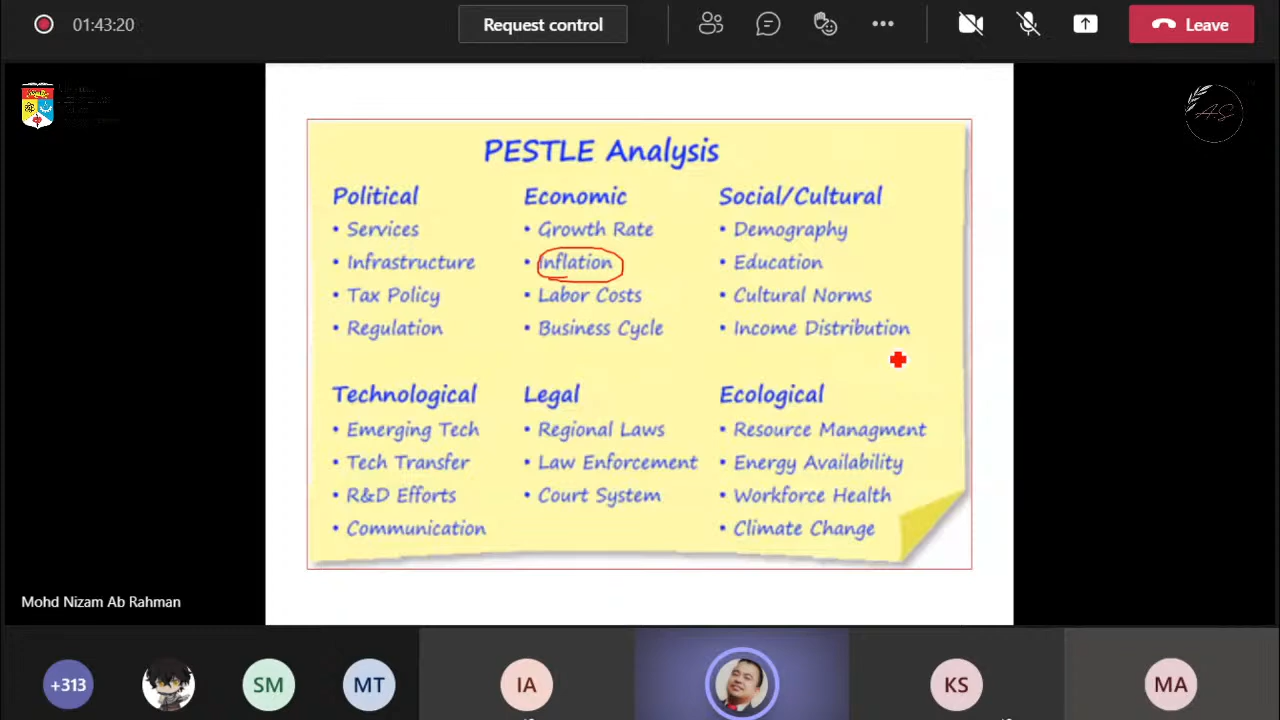 01:43:20
Request control
Leave
AS
PESTLE Analysis
Political
• Services
• Infrastructure
• Tax Policy
• Regulation
Economic
• Growth Rate
• Inflation
• Labor Costs
• Business Cycle
Social/Cultural
• Demography
• Education
• Cultural Norms
• Income Distribution
Technological
• Emerging Tech
• Tech Transfer
• R&D Efforts
• Communication
Legal
• Regional Laws
• Law Enforcement
• Court System
Ecological
• Resource Managment
• Energy Availability
• Workforce Health
• Climate Change
Mohd Nizam Ab Rahman
+313
SM
MT
IA
KS
MA